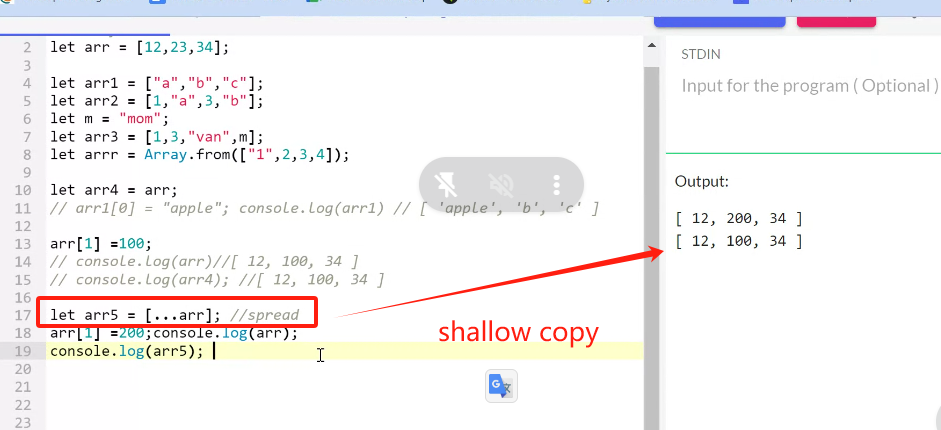 2 let arr = [12,23,34];
3
4 let arr1 = ["a","b","c"];
5 let arr2 = [1,"a",3,"b"];
6 let m = "mom";
7 let arr3 = [1,3,"van",m];
8 let arrr = Array.from(["1",2,3,4]);
9
10 let arr4 = arr;
11 // arr1[0] = "apple"; console.log(arr1) // [ 'apple', 'b', 'c' ]
12
13 arr[1] =100;
14 // console.log(arr)//[ 12, 100, 34 ]
15 // console.log(arr4); //[ 12, 100, 34 ]
16
17 let arr5 = [...arr]; //spread
18 arr[1] =200;console.log(arr);
19 console.log(arr5);
20
21
22
23
shallow copy
STDIN
Input for the program ( Optional )
Output:
[ 12, 200, 34 ]
[ 12, 100, 34 ]
G